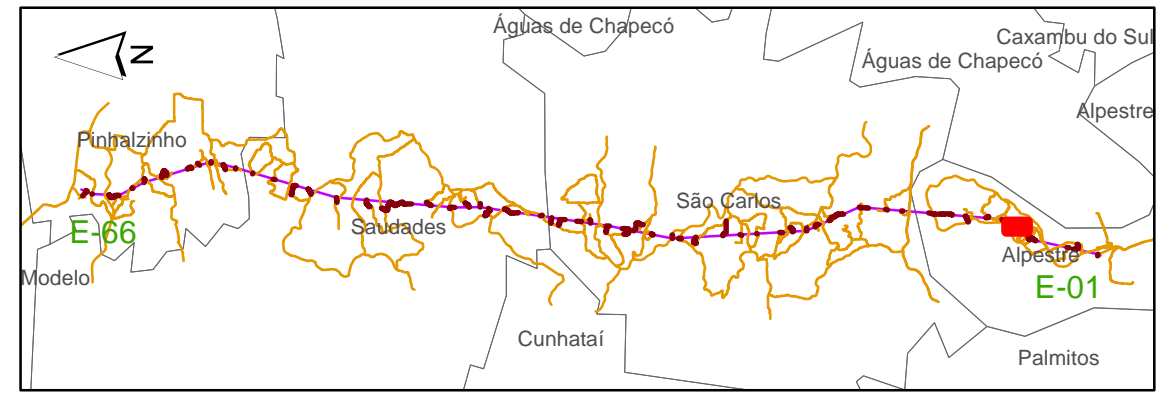 Águas de Chapecó
Caxambu do Sul
Águas de Chapecó
N
Alpestre
Pinhalzinho
São Carlos
Saudades
E-66
Alpestre
Modelo
E-01
Cunhataí
Palmitos